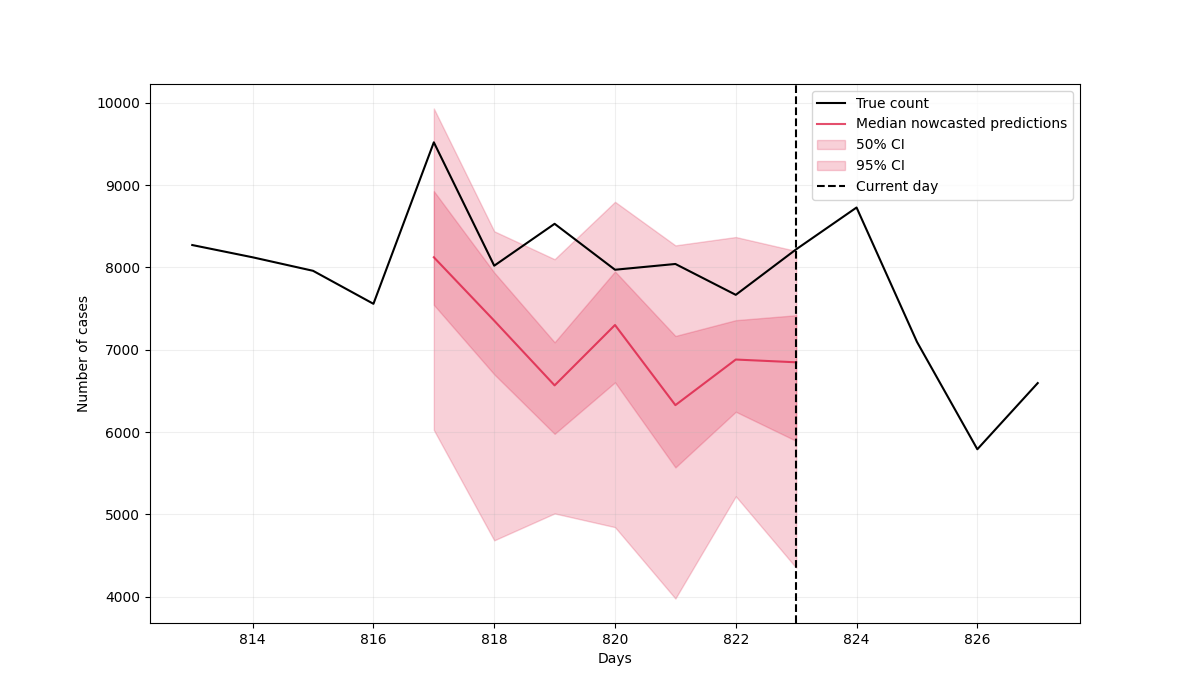 True count
Median nowcasted predictions
50% CI
95% CI
Current day
Number of cases
10000
9000
8000
7000
6000
5000
4000
814 816 818 820 822 824 826
Days